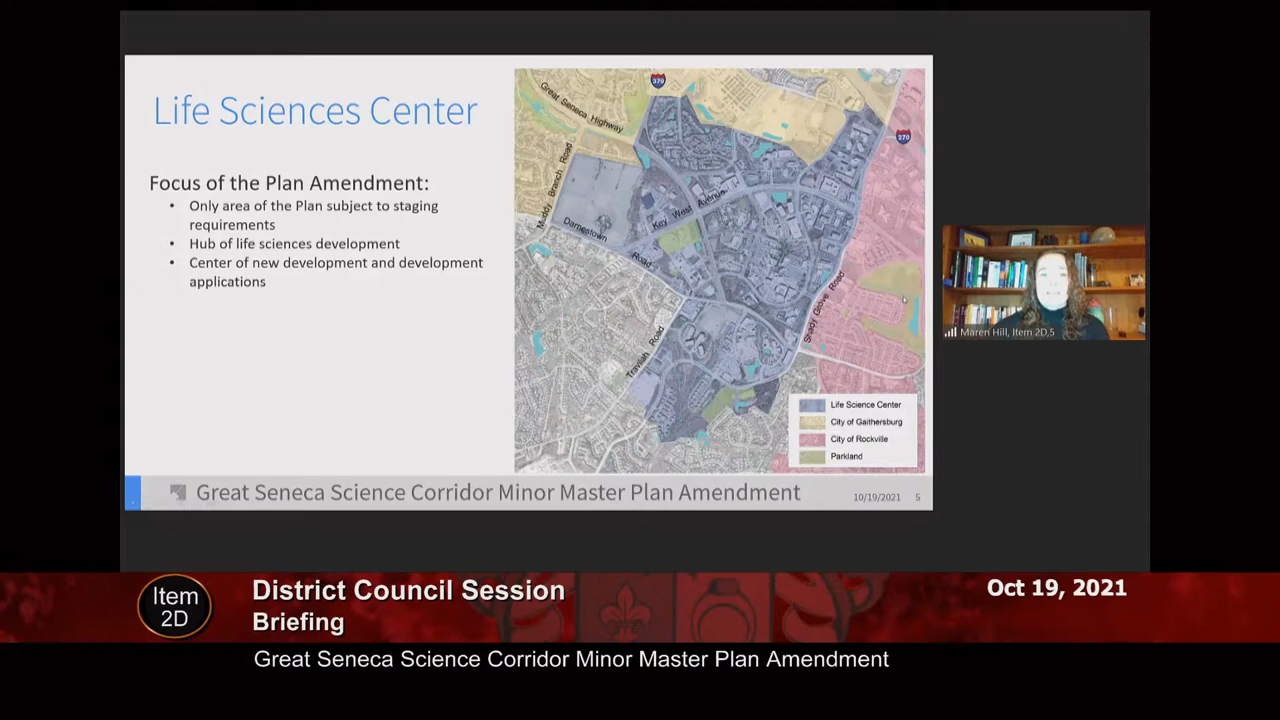 Life Sciences Center
Focus of the Plan Amendment:
• Only area of the Plan subject to staging
requirements
• Hub of life sciences development
• Center of new development and development
applications
370
Great Seneca Highway
270
Muddy Branch Road
Key West Avenue
Darnestown
Road
Shady Grove Road
Travilah Road
Life Science Center
City of Gaithersburg
City of Rockville
Parkland
Great Seneca Science Corridor Minor Master Plan Amendment
10/19/2021 5
Maren Hill, Item 2D,5
Item
2D
District Council Session
Briefing
Oct 19, 2021
Great Seneca Science Corridor Minor Master Plan Amendment